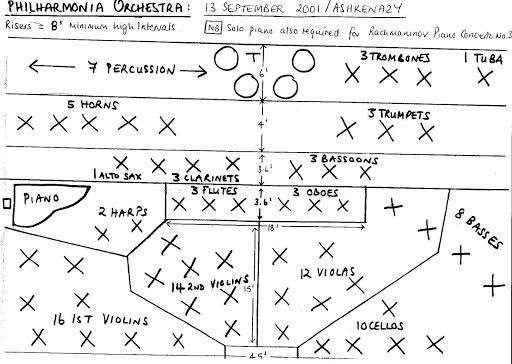 PHILHARMONIA ORCHESTRA: 13 SEPTEMBER 2001 / ASHKENAZY
Risers = 8" Minimum high Intervals. NB Solo piano also required for Rachmaninov Piano Concerto No.3
7 PERCUSSION
T
6'
3 TROMBONES
1 TUBA
5 HORNS
4'
3 TRUMPETS
1 ALTO SAX
3 CLARINETS
3.6'
3 BASSOONS
PIANO
3 FLUTES
3.6'
3 OBOES
2 HARPS
18'
8 BASSES
14 2ND VIOLINS
15'
12 VIOLAS
16 1ST VIOLINS
10 CELLOS
4.5'